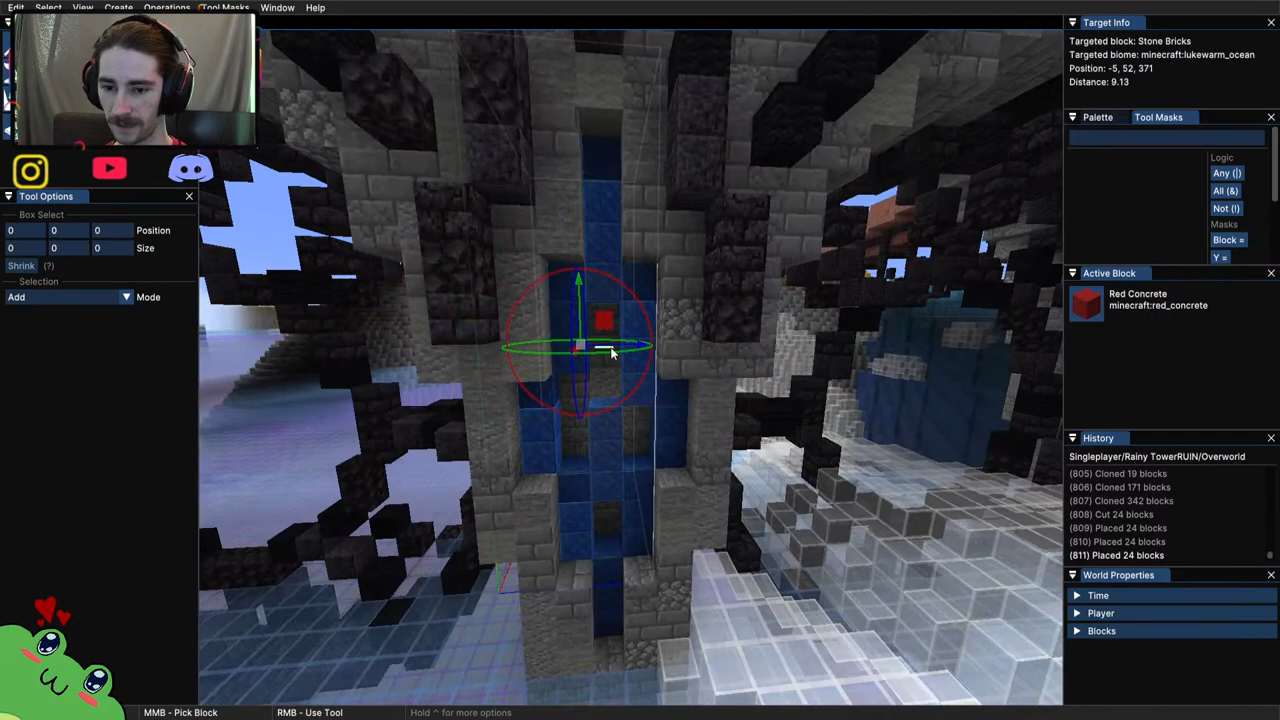 Edit Select View Create Operations Tool Masks Window Help
Target Info
Targeted block: Stone Bricks
Targeted biome: minecraft:lukewarm_ocean
Position: -5, 52, 371
Distance: 9.13
Palette Tool Masks
Logic
Any (|)
All (&)
Not (!)
Masks
Block =
Y =
Active Block
Red Concrete
minecraft:red_concrete
History
Singleplayer/Rainy TowerRUIN/Overworld
(805) Cloned 19 blocks
(806) Cloned 171 blocks
(807) Cloned 342 blocks
(808) Cut 24 blocks
(809) Placed 24 blocks
(810) Placed 24 blocks
(811) Placed 24 blocks
World Properties
Time
Player
Blocks
Tool Options
Box Select
0 0 0 Position
0 0 0 Size
Shrink (?)
Selection
Add Mode
MMB - Pick Block RMB - Use Tool Hold ^ for more options